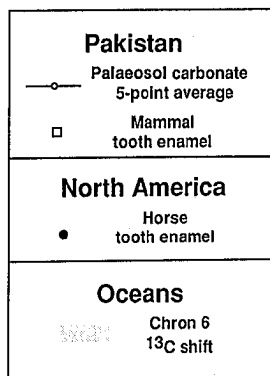 Pakistan
Palaeosol carbonate
5-point average
Mammal
tooth enamel
North America
Horse
tooth enamel
Oceans
Chron 6
¹³C shift